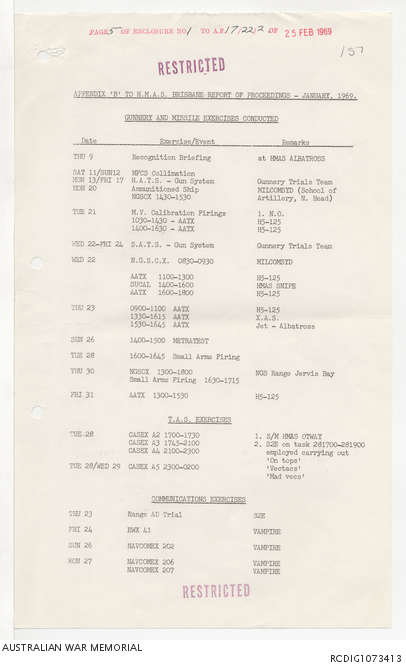 PAGE 5 OF ENCLOSURE NO 1 TO A.F. 17/22/2 OF 25 FEB 1969
157
RESTRICTED
APPENDIX 'B' TO H.M.A.S. BRISBANE REPORT OF PROCEEDINGS - JANUARY, 1969.
GUNNERY AND MISSILE EXERCISES CONDUCTED
Date Exercise/Event Remarks
THU 9 Recognition Briefing at HMAS ALBATROSS
SAT 11/SUN12 MFCS Collimation
MON 13/FRI 17 H.A.T.S. - Gun System Gunnery Trials Team
MON 20 Ammunitioned Ship MILCOMSYD (School of
NGSCX 1430-1530 Artillery, N. Head)
TUE 21 M.V. Calibration Firings 1. N.G.
1030-1430 - AATX H5-125
1400-1630 - AATX H5-125
WED 22-FRI 24 S.A.T.S. - Gun System Gunnery Trials Team
WED 22 N.G.S.C.X. 0830-0930 MILCOMSYD
AATX 1100-1300 H5-125
SUCAL 1400-1600 HMAS SNIPE
AATX 1600-1800 H5-125
THU 23 0900-1100 AATX H5-125
1330-1615 AATX K.A.S.
1530-1645 AATX Jet - Albatross
SUN 26 1400-1500 METRATEST
TUE 28 1600-1645 Small Arms Firing
THU 30 NGSCX 1300-1800 NGS Range Jervis Bay
Small Arms Firing 1630-1715
FRI 31 AATX 1300-1530 H5-125
T.A.S. EXERCISES
TUE 28 CASEX A2 1700-1730 1. S/M HMAS OTWAY
CASEX A3 1745-2100 2. S2E on task 281700-281900
CASEX A4 2100-2300 employed carrying out
'On tops'
TUE 28/WED 29 CASEX A5 2300-0200 'Vectacs'
'Mad vecs'
COMMUNICATIONS EXERCISES
THU 23 Range AD Trial S2E
FRI 24 EWX 41 VAMPIRE
SUN 26 NAVCOMEX 202 VAMPIRE
MON 27 NAVCOMEX 206 VAMPIRE
NAVCOMEX 207 VAMPIRE
RESTRICTED
AUSTRALIAN WAR MEMORIAL RCDIG1073413